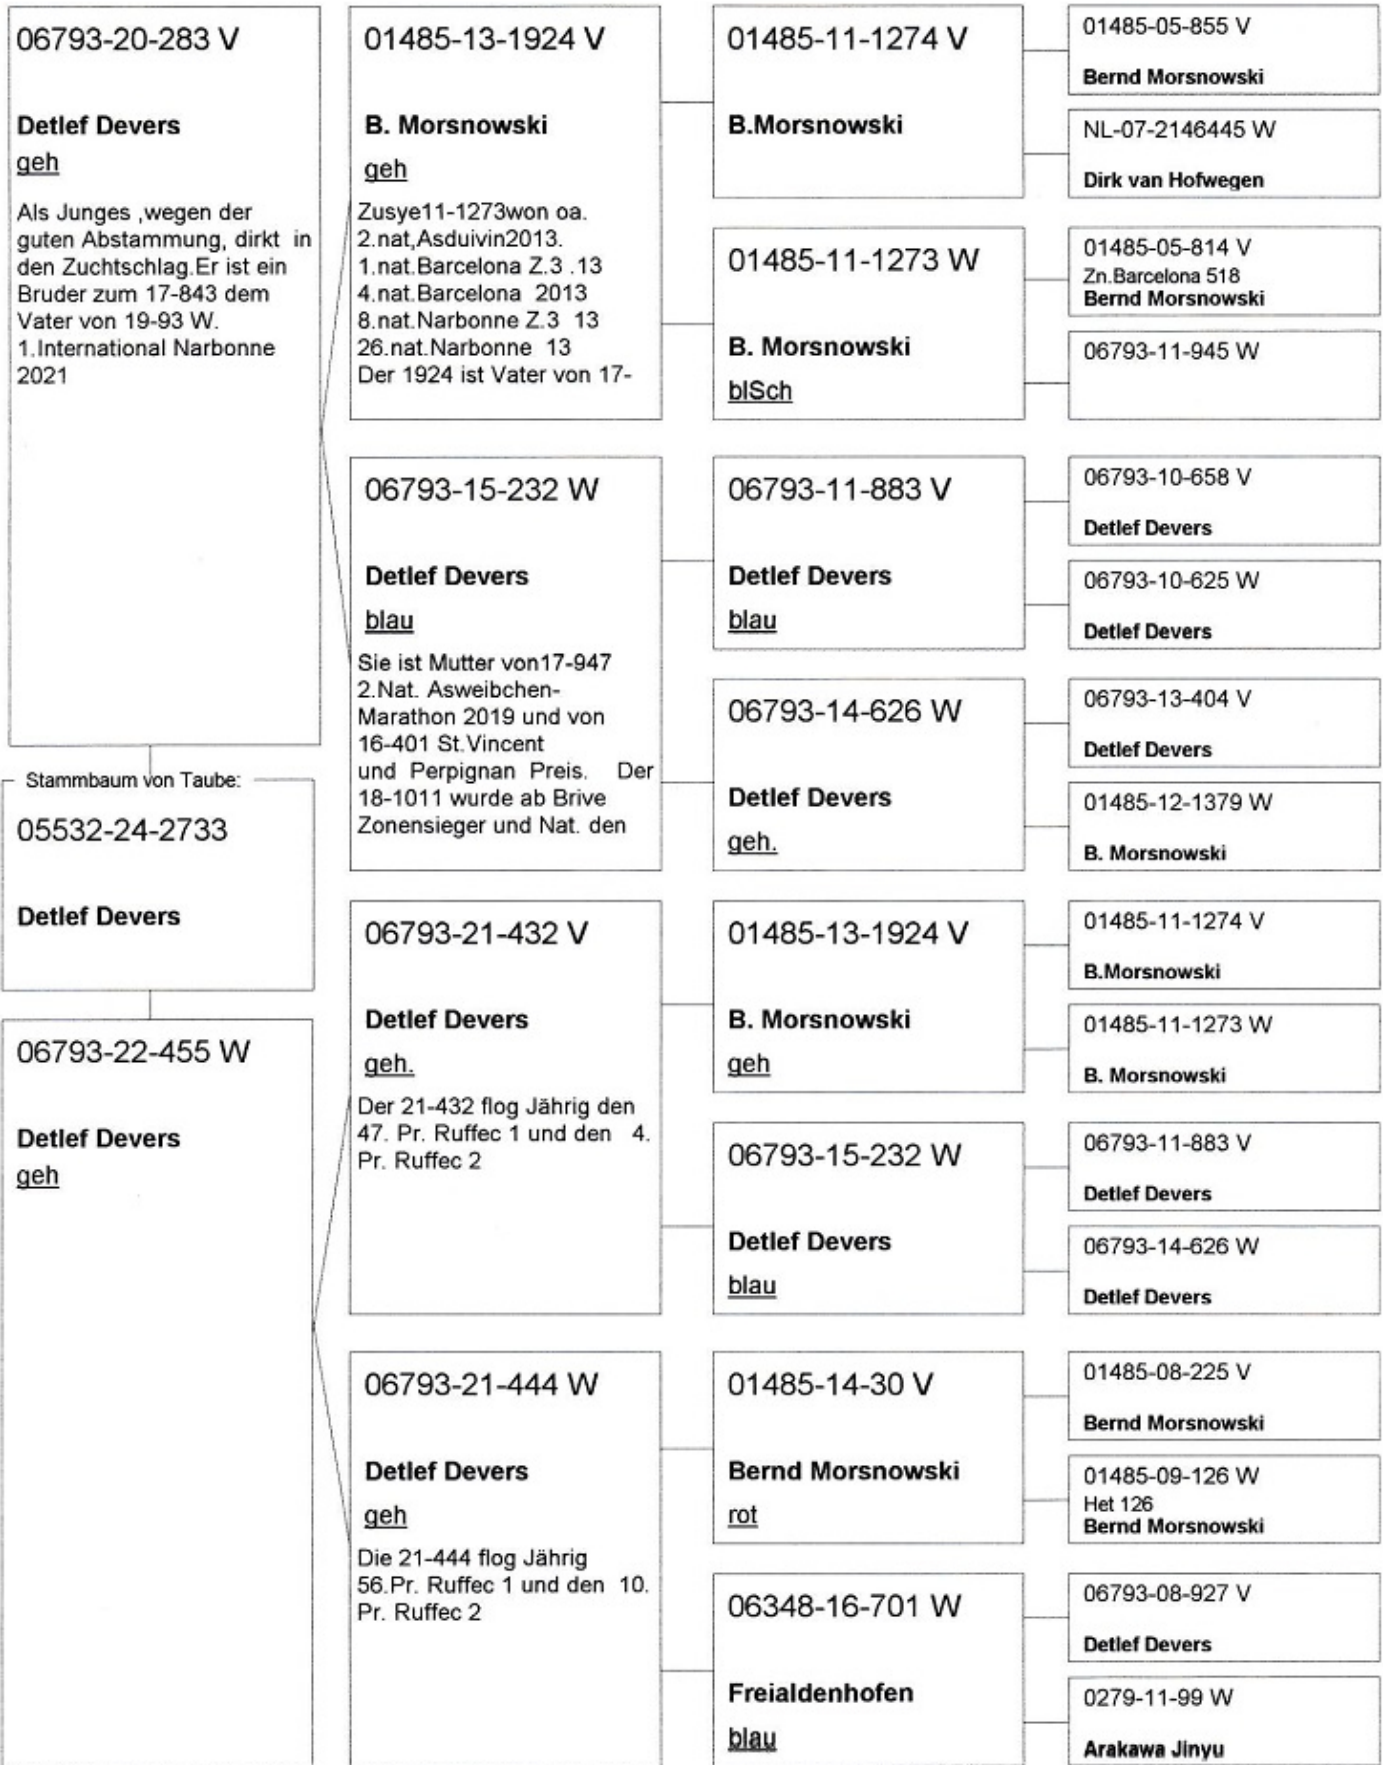 06793-20-283 V
Detlef Devers
geh
Als Junges ,wegen der
guten Abstammung, dirkt in
den Zuchtschlag.Er ist ein
Bruder zum 17-843 dem
Vater von 19-93 W.
1.International Narbonne
2021
Stammbaum von Taube:
05532-24-2733
Detlef Devers
06793-22-455 W
Detlef Devers
geh
01485-13-1924 V
B. Morsnowski
geh
Zusye11-1273won oa.
2.nat,Asduivin2013.
1.nat.Barcelona Z.3 .13
4.nat.Barcelona 2013
8.nat.Narbonne Z.3 13
26.nat.Narbonne 13
Der 1924 ist Vater von 17-
06793-15-232 W
Detlef Devers
blau
Sie ist Mutter von17-947
2.Nat. Asweibchen-
Marathon 2019 und von
16-401 St.Vincent
und Perpignan Preis. Der
18-1011 wurde ab Brive
Zonensieger und Nat. den
06793-21-432 V
Detlef Devers
geh.
Der 21-432 flog Jährig den
47. Pr. Ruffec 1 und den 4.
Pr. Ruffec 2
06793-21-444 W
Detlef Devers
geh
Die 21-444 flog Jährig
56.Pr. Ruffec 1 und den 10.
Pr. Ruffec 2
01485-11-1274 V
B.Morsnowski
01485-11-1273 W
B. Morsnowski
blSch
06793-11-883 V
Detlef Devers
blau
06793-14-626 W
Detlef Devers
geh.
01485-13-1924 V
B. Morsnowski
geh
06793-15-232 W
Detlef Devers
blau
01485-14-30 V
Bernd Morsnowski
rot
06348-16-701 W
Freialdenhofen
blau
01485-05-855 V
Bernd Morsnowski
NL-07-2146445 W
Dirk van Hofwegen
01485-05-814 V
Zn.Barcelona 518
Bernd Morsnowski
06793-11-945 W
06793-10-658 V
Detlef Devers
06793-10-625 W
Detlef Devers
06793-13-404 V
Detlef Devers
01485-12-1379 W
B. Morsnowski
01485-11-1274 V
B.Morsnowski
01485-11-1273 W
B. Morsnowski
06793-11-883 V
Detlef Devers
06793-14-626 W
Detlef Devers
01485-08-225 V
Bernd Morsnowski
01485-09-126 W
Het 126
Bernd Morsnowski
06793-08-927 V
Detlef Devers
0279-11-99 W
Arakawa Jinyu